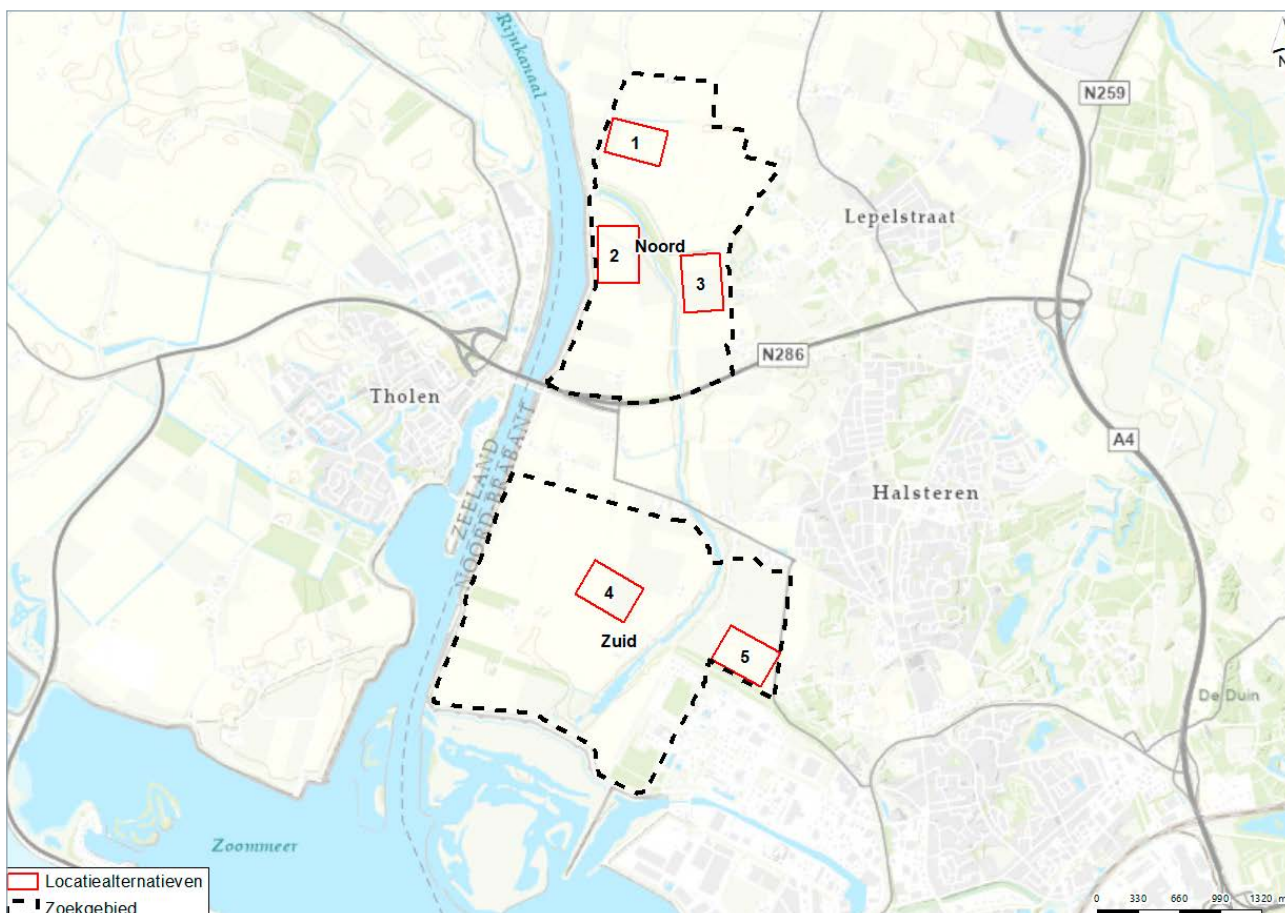 Rijnkanaal
N
N259
1
Lepelstraat
2
Noord
3
N286
Tholen
ZEELAND
NOORD-BRABANT
A4
Halsteren
4
Zuid
5
De Duin
Zoommeer
Locatiealternatieven
Zoekgebied
0 330 660 990 1320 m